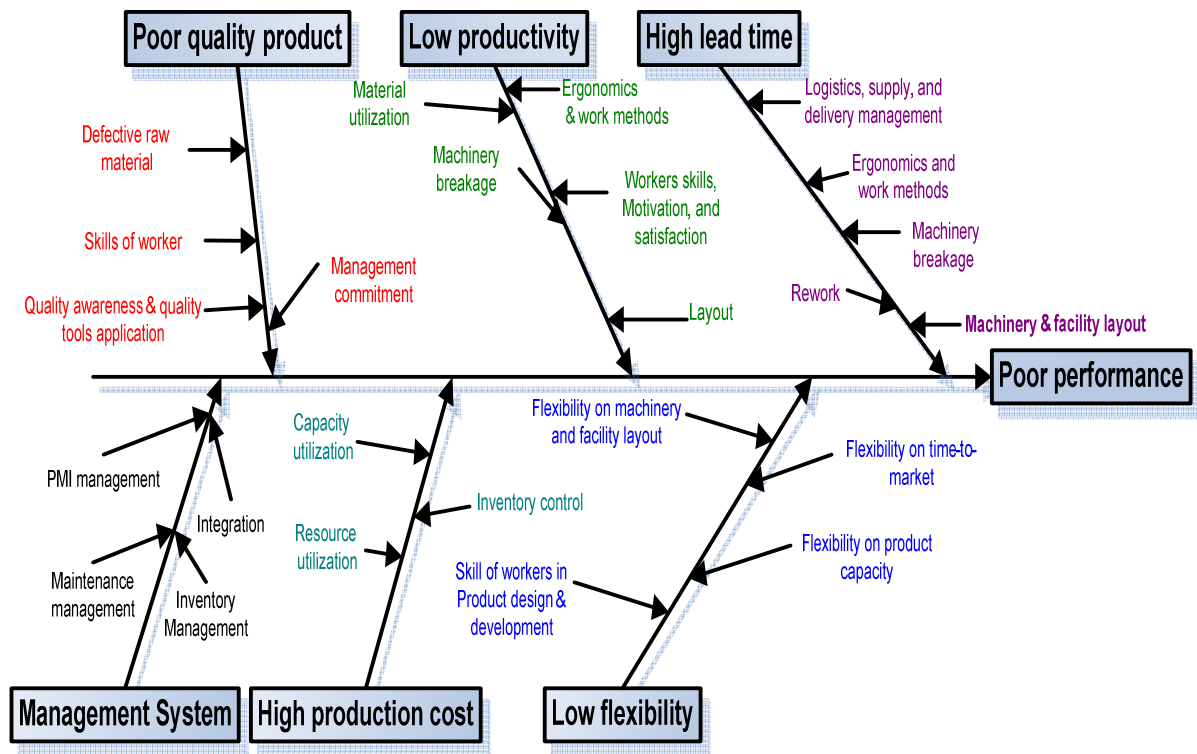 Poor quality product
Low productivity
High lead time
Defective raw
material
Skills of worker
Quality awareness & quality
tools application
Management
commitment
Material
utilization
Ergonomics
& work methods
Machinery
breakage
Workers skills,
Motivation, and
satisfaction
Layout
Logistics, supply, and
delivery management
Ergonomics and
work methods
Machinery
breakage
Rework
Machinery & facility layout
Poor performance
PMI management
Integration
Maintenance
management
Inventory
Management
Capacity
utilization
Inventory control
Resource
utilization
Flexibility on machinery
and facility layout
Flexibility on time-to-
market
Flexibility on product
capacity
Skill of workers in
Product design &
development
Management System
High production cost
Low flexibility